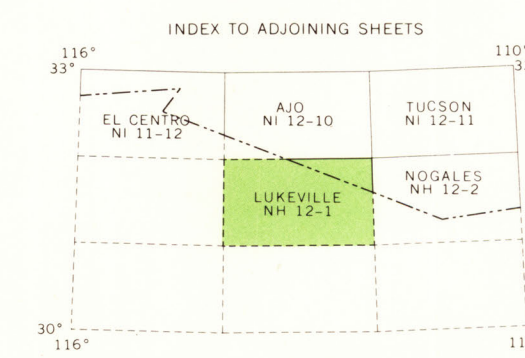 INDEX TO ADJOINING SHEETS
116°
110°
33°
EL CENTRO
NI 11-12
AJO
NI 12-10
TUCSON
NI 12-11
LUKEVILLE
NH 12-1
NOGALES
NH 12-2
30°
116°